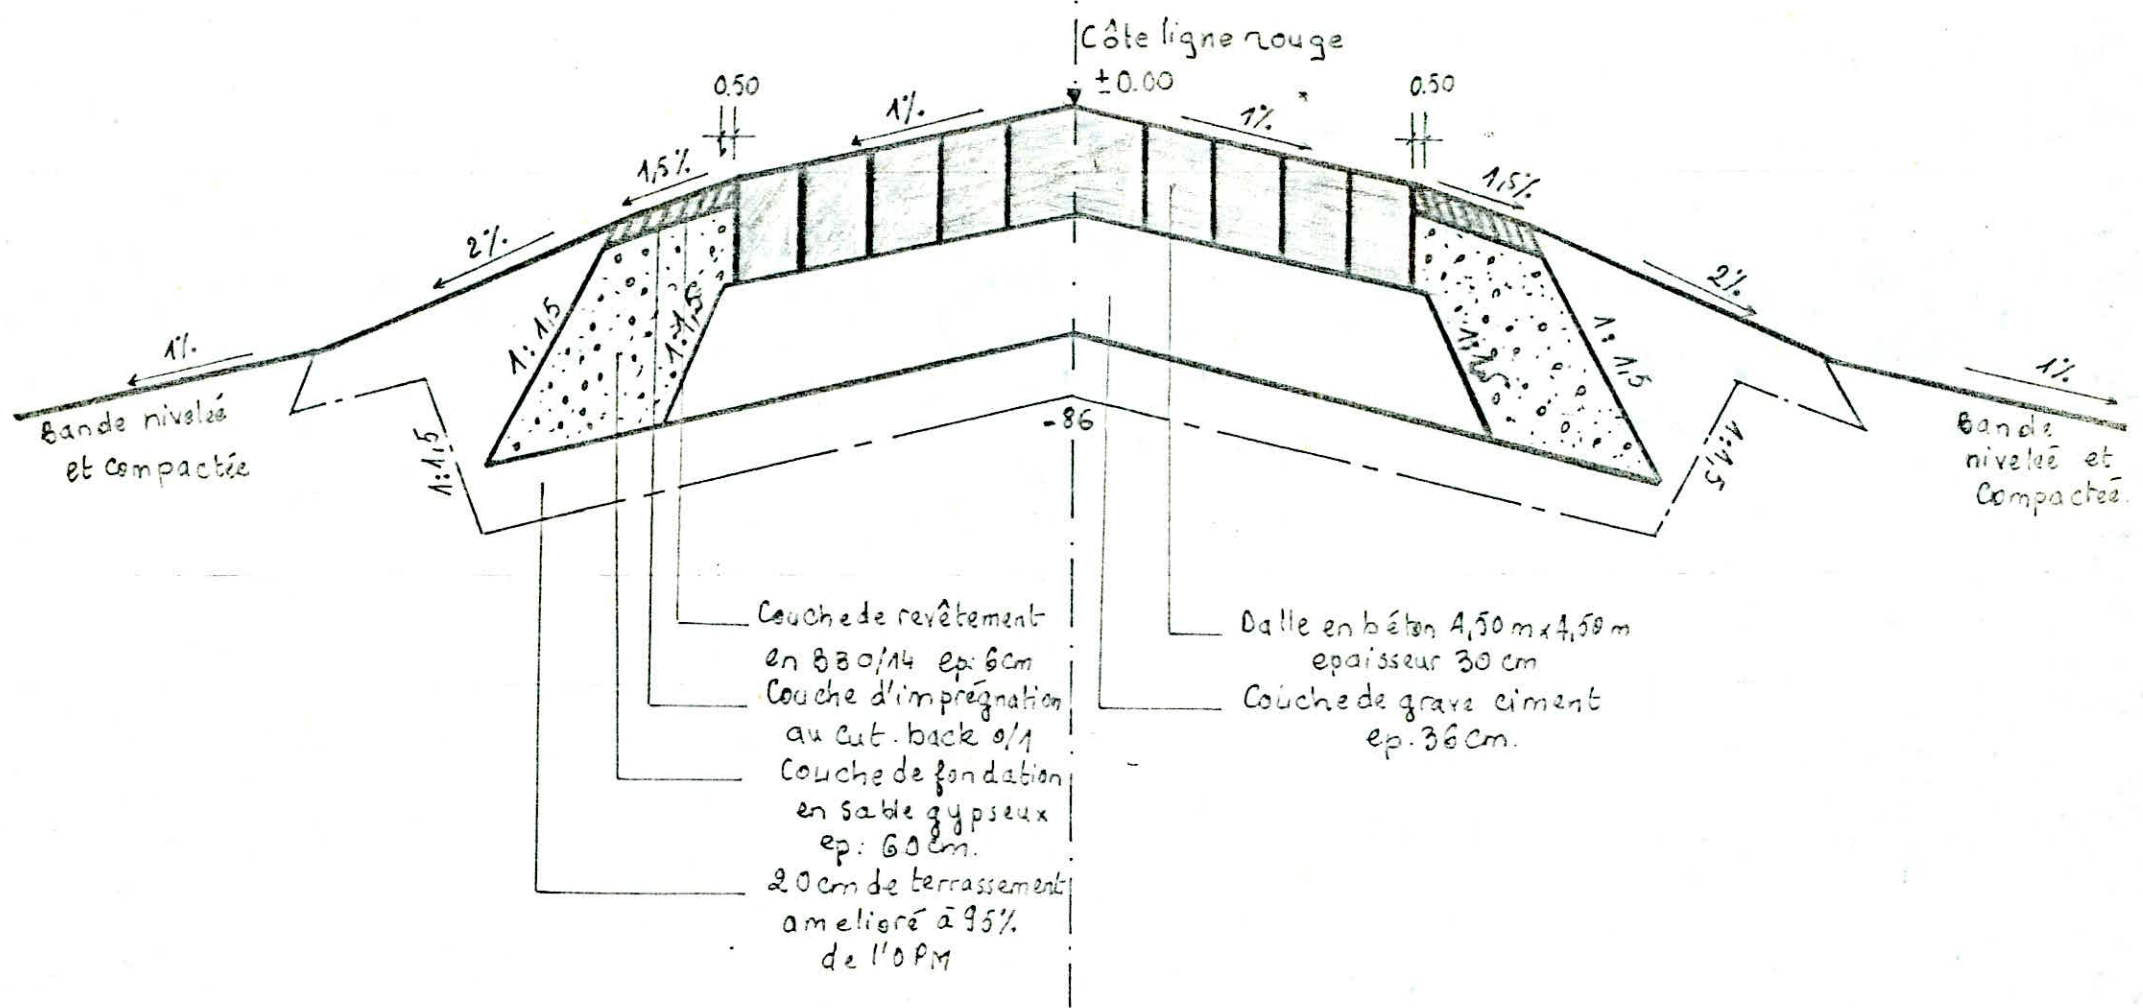 Côte ligne rouge
±0.00
0.50
0.50
1%
1%
1,5%
1,5%
2%
2%
1%
1%
1:1,5
1:1,5
1:1,5
1:1,5
1:1,5
-86
Bande nivelée
et compactée
Bande
nivelée et
Compactée.
Couche de revêtement
en BB 0/14 ep: 6cm
Couche d'imprégnation
au Cut.back 0/1
Couche de fondation
en sable gypseux
ep: 60cm.
20cm de terrassement
amelioré à 95%
de l'OPM
Dalle en béton 4,50m x 4,50m
epaisseur 30 cm
Couche de grave ciment
ep. 36cm.